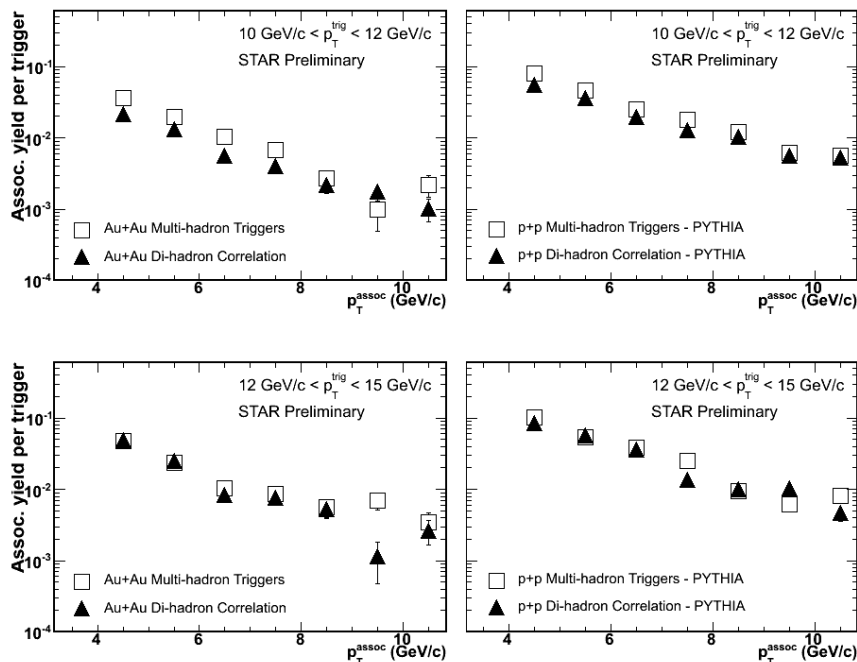 10 GeV/c < p_T^trig < 12 GeV/c
STAR Preliminary
Assoc. yield per trigger
10^-1
10^-2
10^-3
10^-4
Au+Au Multi-hadron Triggers
Au+Au Di-hadron Correlation
4 6 8 10
p_T^assoc (GeV/c)
10 GeV/c < p_T^trig < 12 GeV/c
STAR Preliminary
p+p Multi-hadron Triggers - PYTHIA
p+p Di-hadron Correlation - PYTHIA
4 6 8 10
p_T^assoc (GeV/c)
12 GeV/c < p_T^trig < 15 GeV/c
STAR Preliminary
Assoc. yield per trigger
10^-1
10^-2
10^-3
10^-4
Au+Au Multi-hadron Triggers
Au+Au Di-hadron Correlation
4 6 8 10
p_T^assoc (GeV/c)
12 GeV/c < p_T^trig < 15 GeV/c
STAR Preliminary
p+p Multi-hadron Triggers - PYTHIA
p+p Di-hadron Correlation - PYTHIA
4 6 8 10
p_T^assoc (GeV/c)